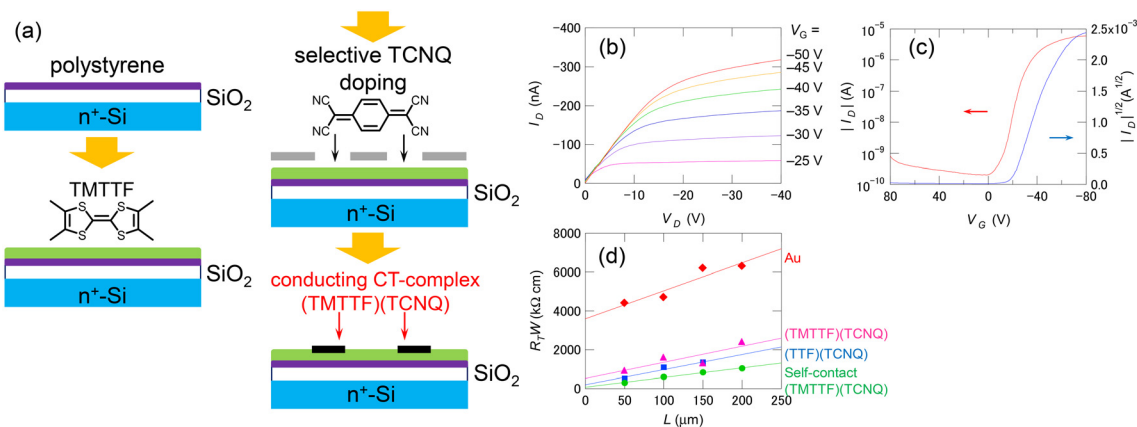 (a)
polystyrene
SiO2
n+-Si
TMTTF
S S
S S
SiO2
n+-Si
selective TCNQ
doping
CN CN
CN CN
SiO2
n+-Si
conducting CT-complex
(TMTTF)(TCNQ)
SiO2
n+-Si
(b)
VG =
–50 V
–45 V
–40 V
–35 V
–30 V
–25 V
-400
-300
-200
-100
0
ID (nA)
0 -10 -20 -30 -40
VD (V)
(c)
10-5
10-6
10-7
10-8
10-9
10-10
| ID | (A)
2.5×10-3
2.0
1.5
1.0
0.5
0.0
| ID |1/2(A1/2)
80 40 0 -40 -80
VG (V)
(d)
8000
6000
4000
2000
0
RTW (kΩ cm)
0 50 100 150 200 250
L (μm)
Au
(TMTTF)(TCNQ)
(TTF)(TCNQ)
Self-contact
(TMTTF)(TCNQ)